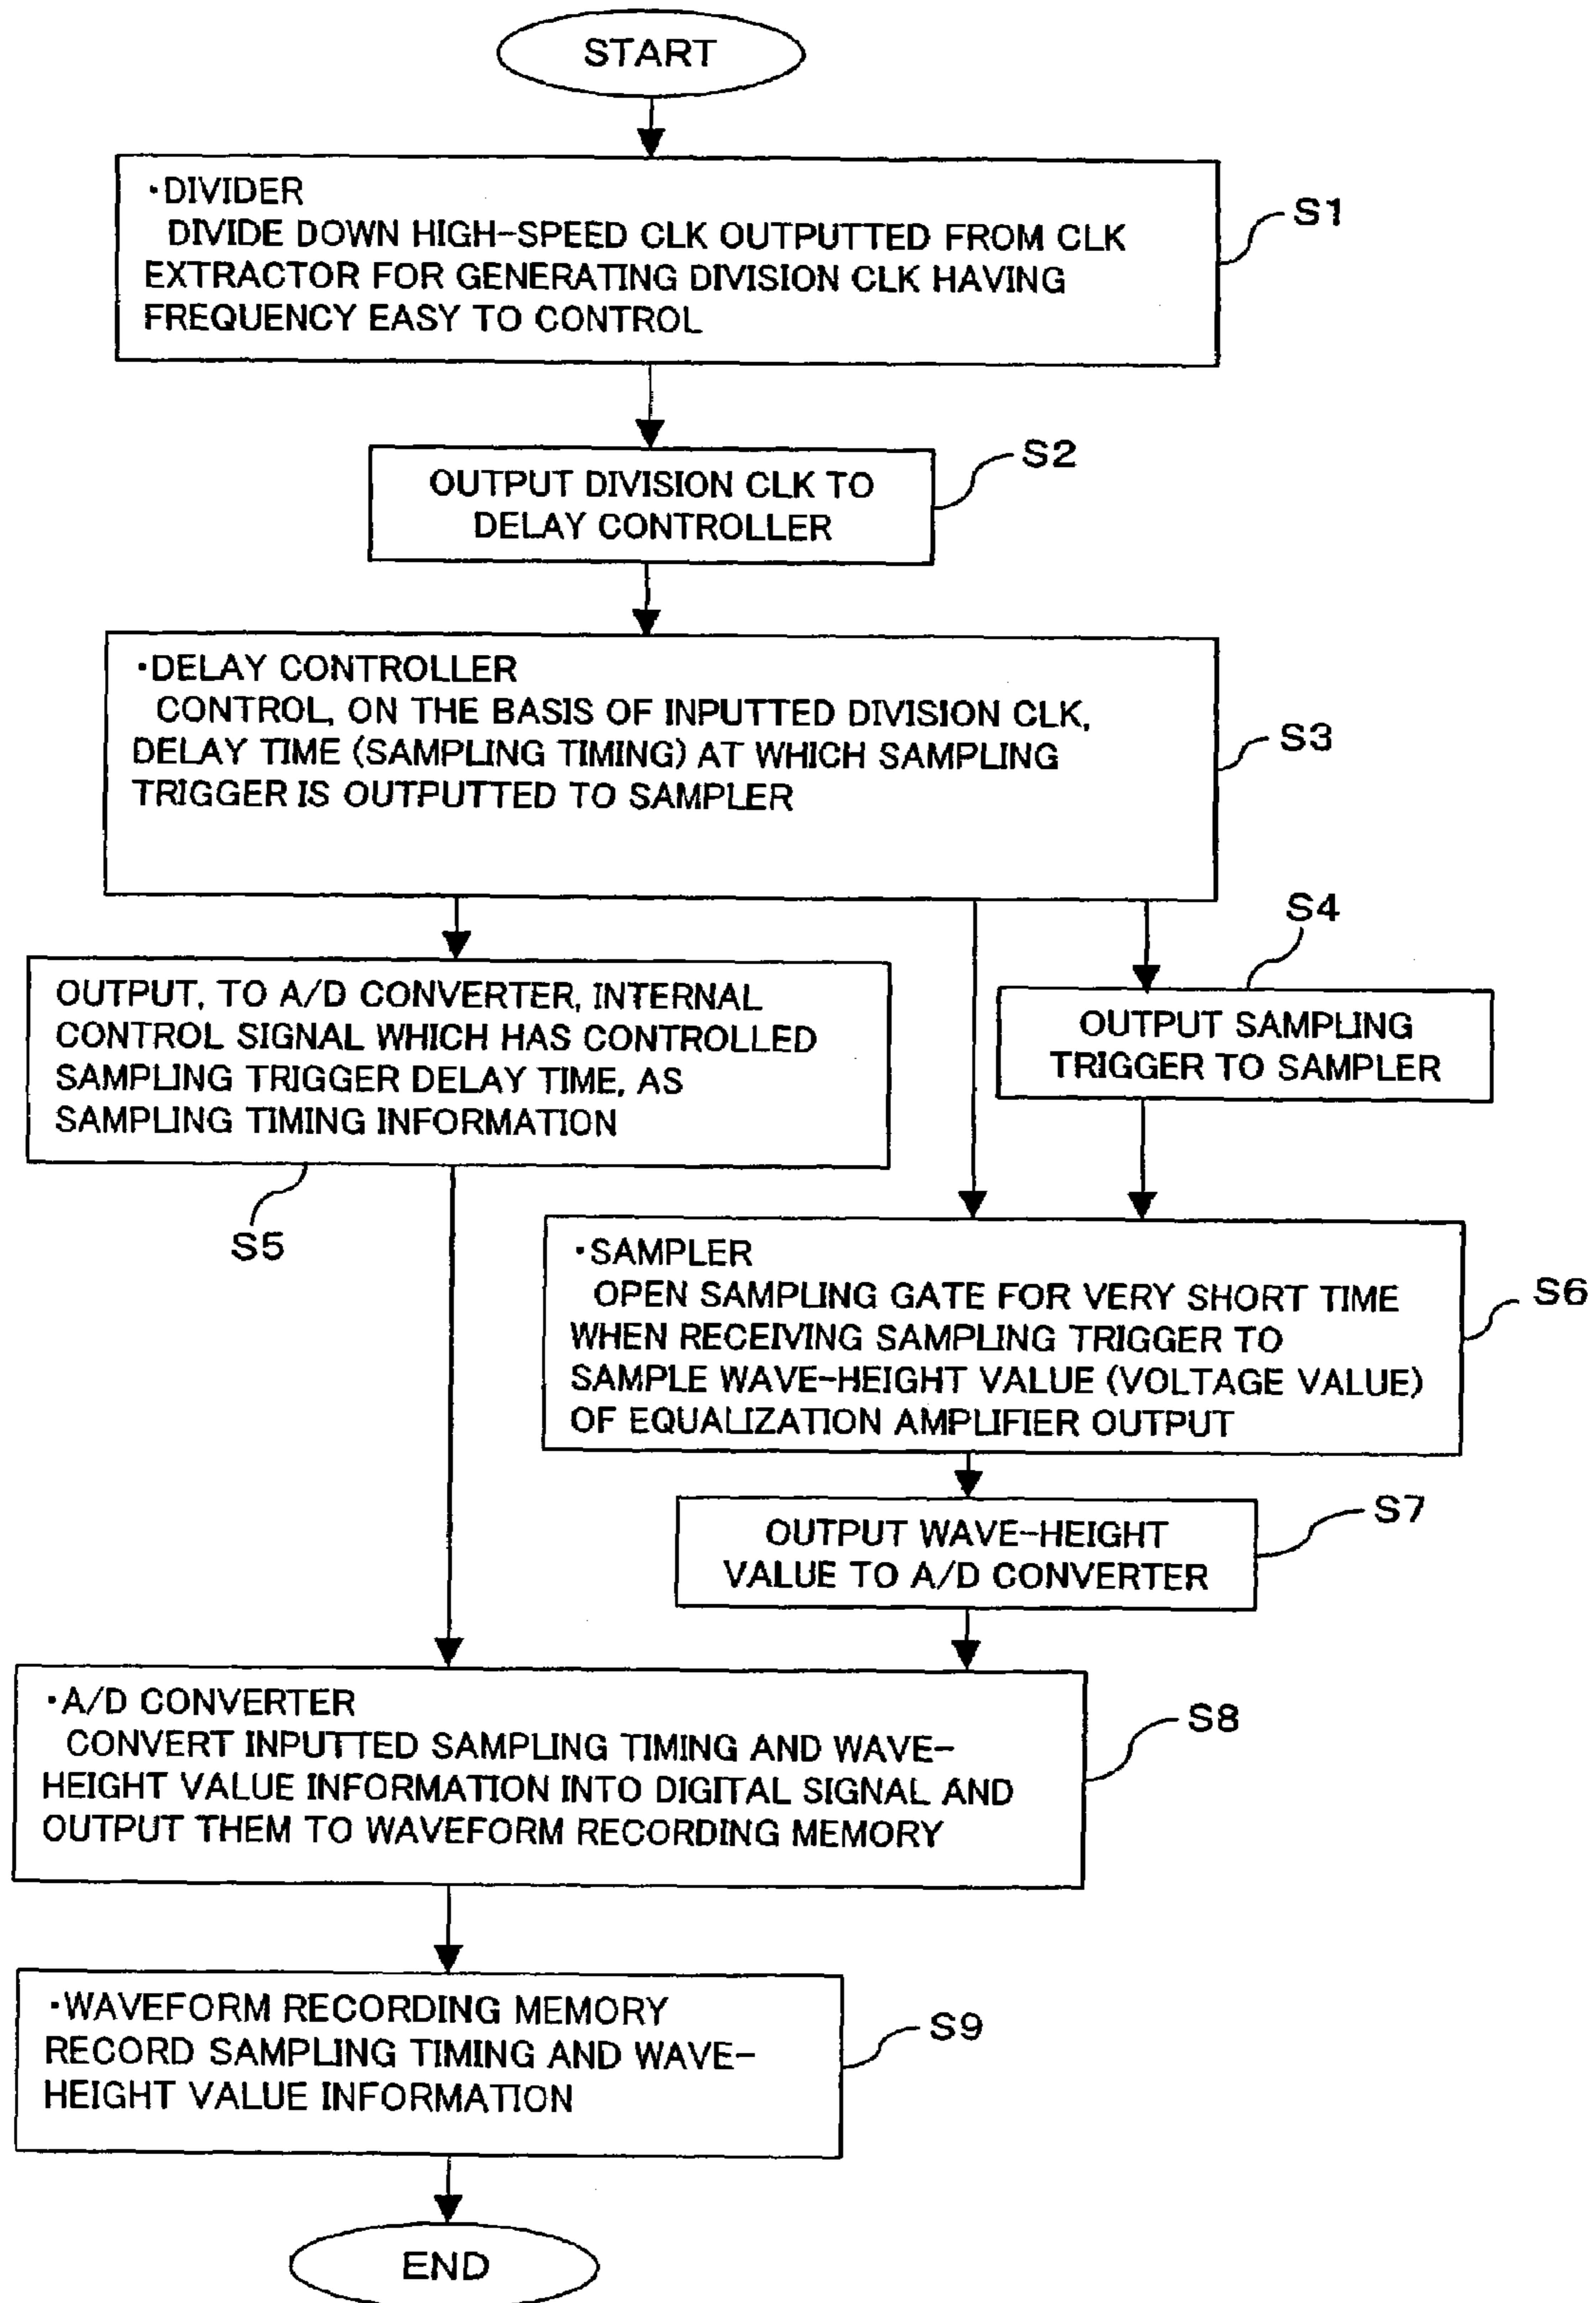 START
・DIVIDER
DIVIDE DOWN HIGH-SPEED CLK OUTPUTTED FROM CLK
EXTRACTOR FOR GENERATING DIVISION CLK HAVING
FREQUENCY EASY TO CONTROL
S1
OUTPUT DIVISION CLK TO
DELAY CONTROLLER
S2
・DELAY CONTROLLER
CONTROL, ON THE BASIS OF INPUTTED DIVISION CLK,
DELAY TIME (SAMPLING TIMING) AT WHICH SAMPLING
TRIGGER IS OUTPUTTED TO SAMPLER
S3
S4
OUTPUT SAMPLING
TRIGGER TO SAMPLER
OUTPUT, TO A/D CONVERTER, INTERNAL
CONTROL SIGNAL WHICH HAS CONTROLLED
SAMPLING TRIGGER DELAY TIME, AS
SAMPLING TIMING INFORMATION
S5
・SAMPLER
OPEN SAMPLING GATE FOR VERY SHORT TIME
WHEN RECEIVING SAMPLING TRIGGER TO
SAMPLE WAVE-HEIGHT VALUE (VOLTAGE VALUE)
OF EQUALIZATION AMPLIFIER OUTPUT
S6
OUTPUT WAVE-HEIGHT
VALUE TO A/D CONVERTER
S7
・A/D CONVERTER
CONVERT INPUTTED SAMPLING TIMING AND WAVE-
HEIGHT VALUE INFORMATION INTO DIGITAL SIGNAL AND
OUTPUT THEM TO WAVEFORM RECORDING MEMORY
S8
・WAVEFORM RECORDING MEMORY
RECORD SAMPLING TIMING AND WAVE-
HEIGHT VALUE INFORMATION
S9
END